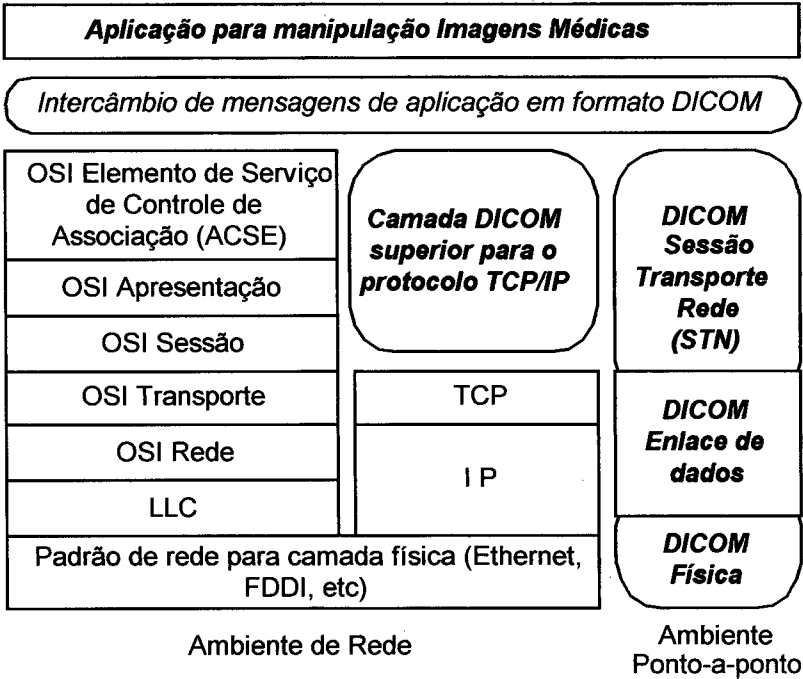 Aplicação para manipulação Imagens Médicas
Intercâmbio de mensagens de aplicação em formato DICOM
OSI Elemento de Serviço
de Controle de
Associação (ACSE)
OSI Apresentação
OSI Sessão
OSI Transporte
OSI Rede
LLC
Camada DICOM
superior para o
protocolo TCP/IP
TCP
I P
Padrão de rede para camada física (Ethernet,
FDDI, etc)
Ambiente de Rede
DICOM
Sessão
Transporte
Rede
(STN)
DICOM
Enlace de
dados
DICOM
Física
Ambiente
Ponto-a-ponto